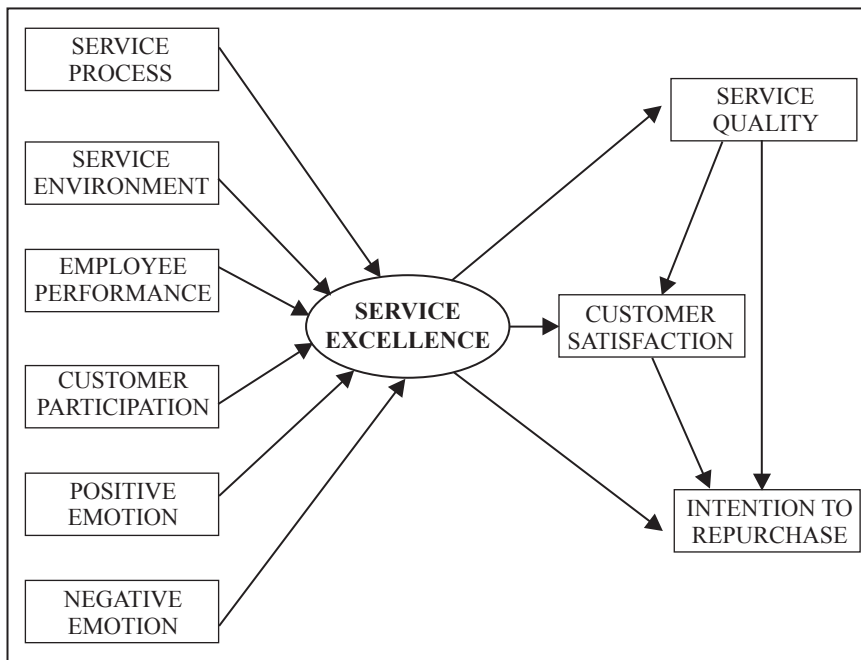 SERVICE
PROCESS
SERVICE
ENVIRONMENT
EMPLOYEE
PERFORMANCE
CUSTOMER
PARTICIPATION
POSITIVE
EMOTION
NEGATIVE
EMOTION
SERVICE
EXCELLENCE
SERVICE
QUALITY
CUSTOMER
SATISFACTION
INTENTION TO
REPURCHASE